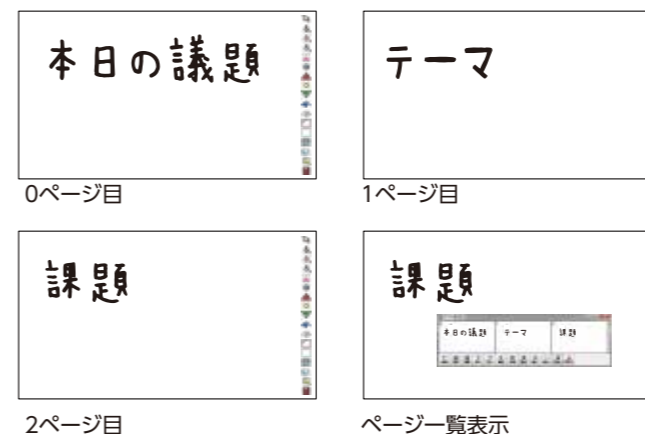 本日の議題
テーマ
0ページ目
1ページ目
課題
課題
本日の議題 テーマ 課題
2ページ目
ページ一覧表示